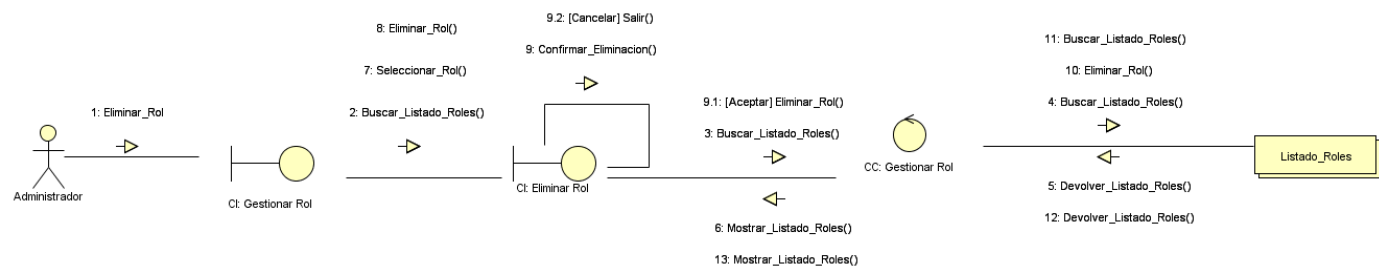 9.2: [Cancelar] Salir()
8: Eliminar_Rol()
11: Buscar_Listado_Roles()
9: Confirmar_Eliminacion()
7: Seleccionar_Rol()
10: Eliminar_Rol()
9.1: [Aceptar] Eliminar_Rol()
4: Buscar_Listado_Roles()
1: Eliminar_Rol
2: Buscar_Listado_Roles()
3: Buscar_Listado_Roles()
Listado_Roles
CC: Gestionar Rol
Administrador
CI: Gestionar Rol
CI: Eliminar Rol
5: Devolver_Listado_Roles()
12: Devolver_Listado_Roles()
6: Mostrar_Listado_Roles()
13: Mostrar_Listado_Roles()